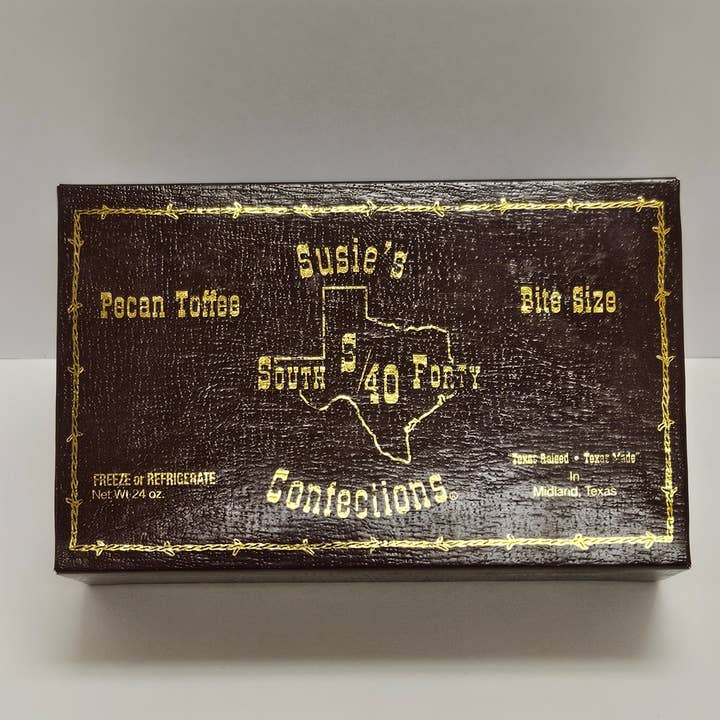 Susie's
Pecan Toffee
Bite Size
South S/40 Forty
Confections®
FREEZE or REFRIGERATE
Net Wt 24 oz.
"Texas Raised • Texas Made"
in
Midland, Texas